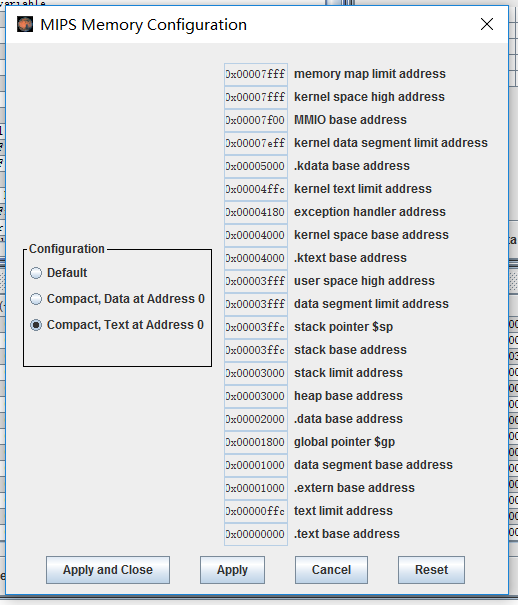 MIPS Memory Configuration
0x00007fff memory map limit address
0x00007fff kernel space high address
0x00007f00 MMIO base address
0x00007eff kernel data segment limit address
0x00005000 .kdata base address
0x00004ffc kernel text limit address
0x00004180 exception handler address
0x00004000 kernel space base address
0x00004000 .ktext base address
0x00003fff user space high address
0x00003fff data segment limit address
0x00003ffc stack pointer $sp
0x00003ffc stack base address
0x00003000 stack limit address
0x00003000 heap base address
0x00002000 .data base address
0x00001800 global pointer $gp
0x00001000 data segment base address
0x00001000 .extern base address
0x00000ffc text limit address
0x00000000 .text base address
Configuration
Default
Compact, Data at Address 0
Compact, Text at Address 0
Apply and Close Apply Cancel Reset